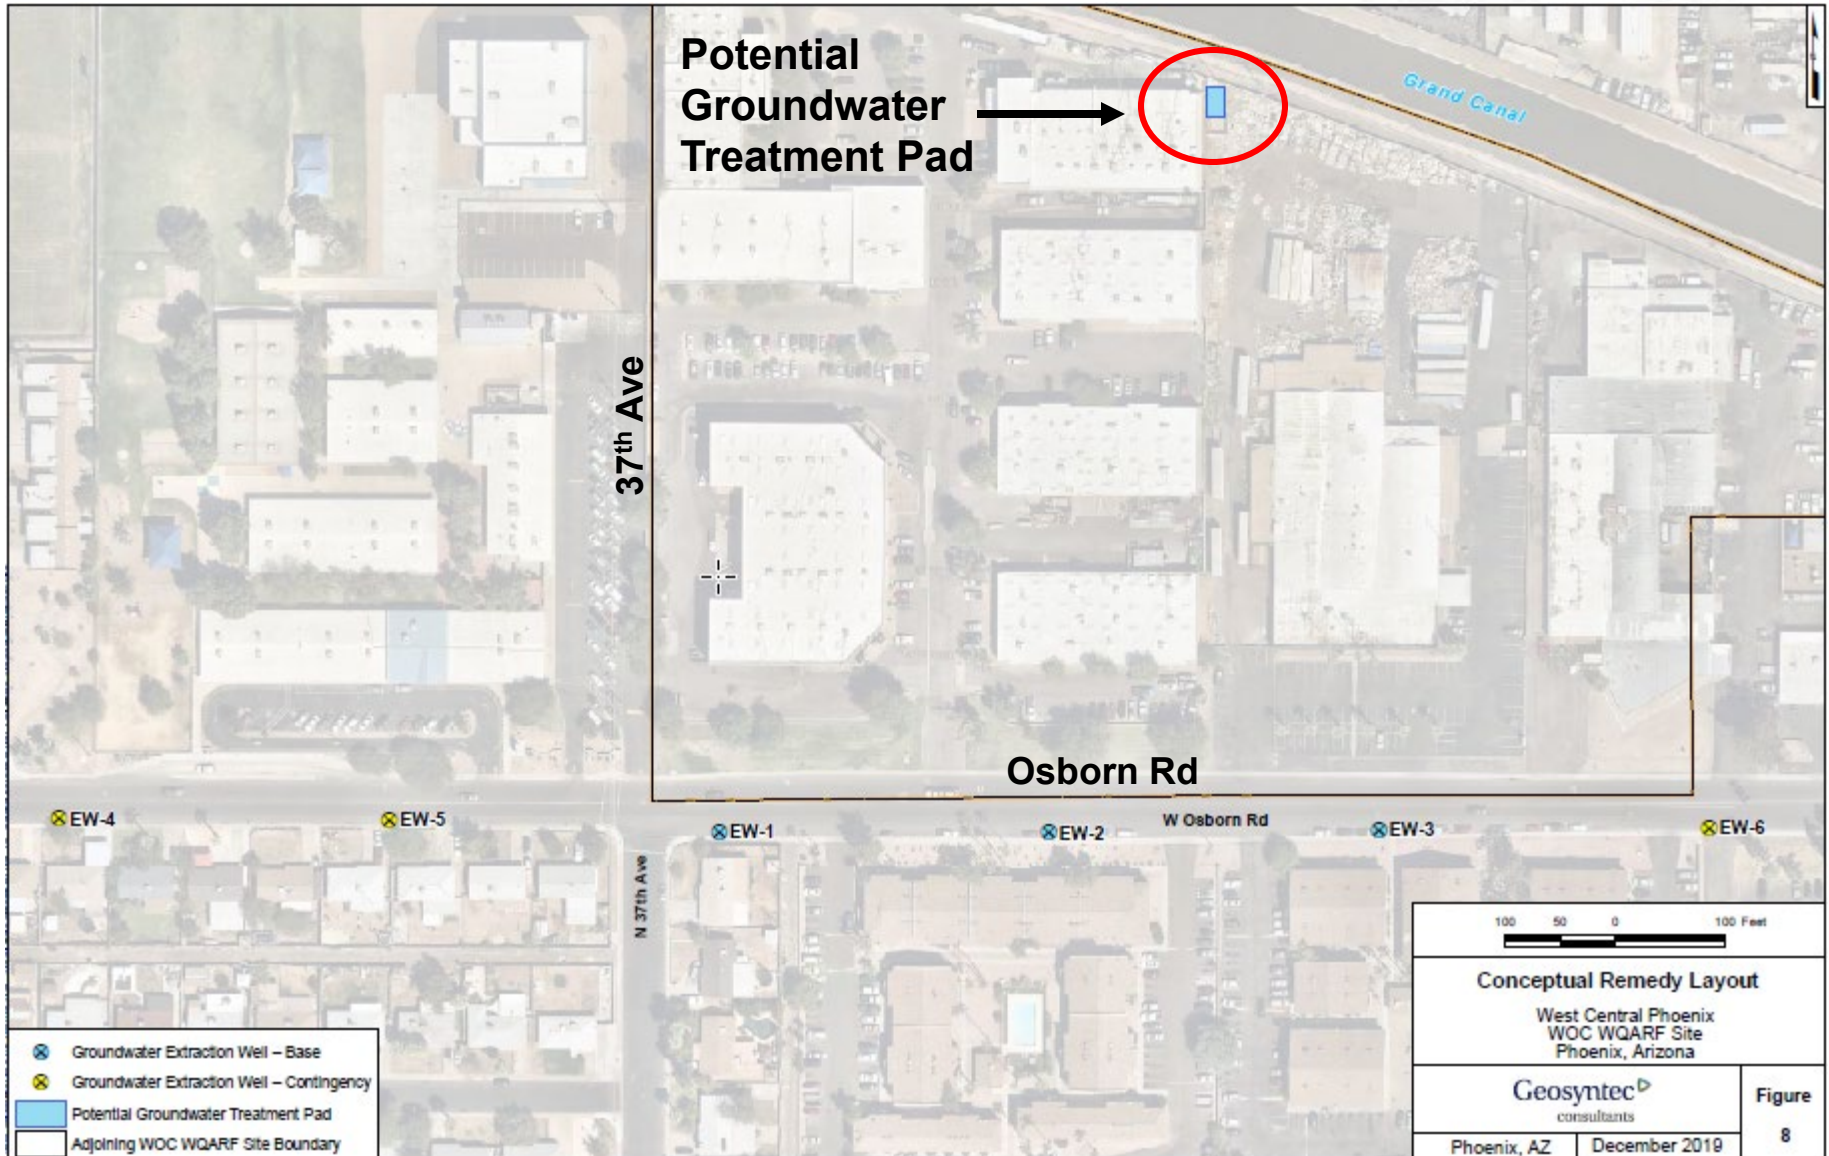 Potential
Groundwater
Treatment Pad
Grand Canal
37th Ave
Osborn Rd
EW-4
EW-5
EW-1
EW-2
W Osborn Rd
EW-3
EW-6
N 37th Ave
100 50 0 100 Feet
Conceptual Remedy Layout
West Central Phoenix
WOC WQARF Site
Phoenix, Arizona
Geosyntec
consultants
Figure
8
Phoenix, AZ
December 2019
Groundwater Extraction Well – Base
Groundwater Extraction Well – Contingency
Potential Groundwater Treatment Pad
Adjoining WOC WQARF Site Boundary